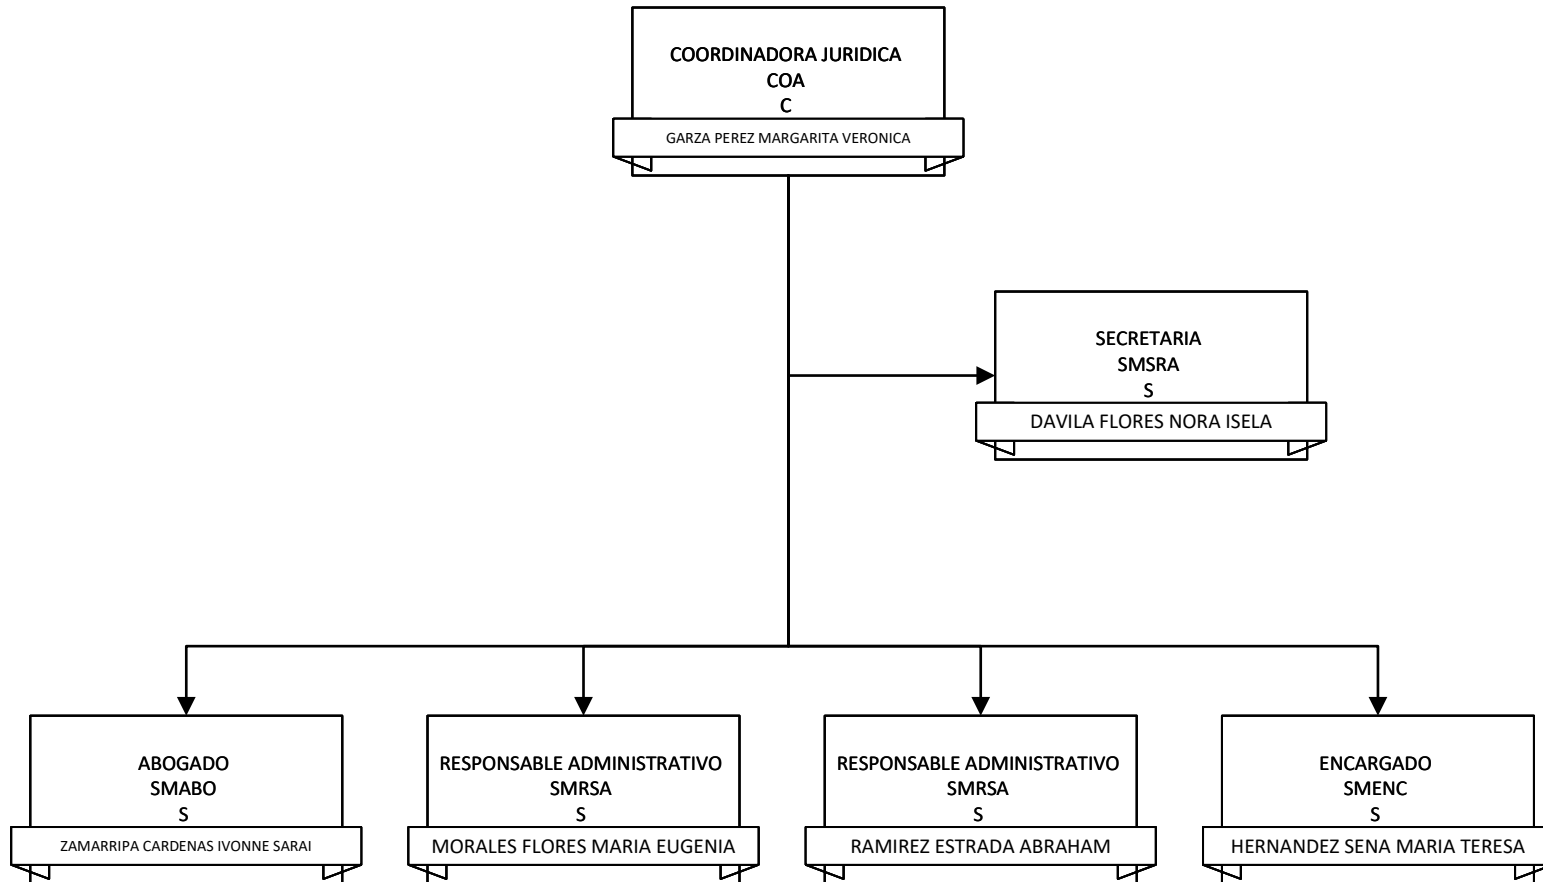 COORDINADORA JURIDICA
COA
C
GARZA PEREZ MARGARITA VERONICA
SECRETARIA
SMSRA
S
DAVILA FLORES NORA ISELA
ABOGADO
SMABO
S
ZAMARRIPA CARDENAS IVONNE SARAI
RESPONSABLE ADMINISTRATIVO
SMRSA
S
MORALES FLORES MARIA EUGENIA
RESPONSABLE ADMINISTRATIVO
SMRSA
S
RAMIREZ ESTRADA ABRAHAM
ENCARGADO
SMENC
S
HERNANDEZ SENA MARIA TERESA